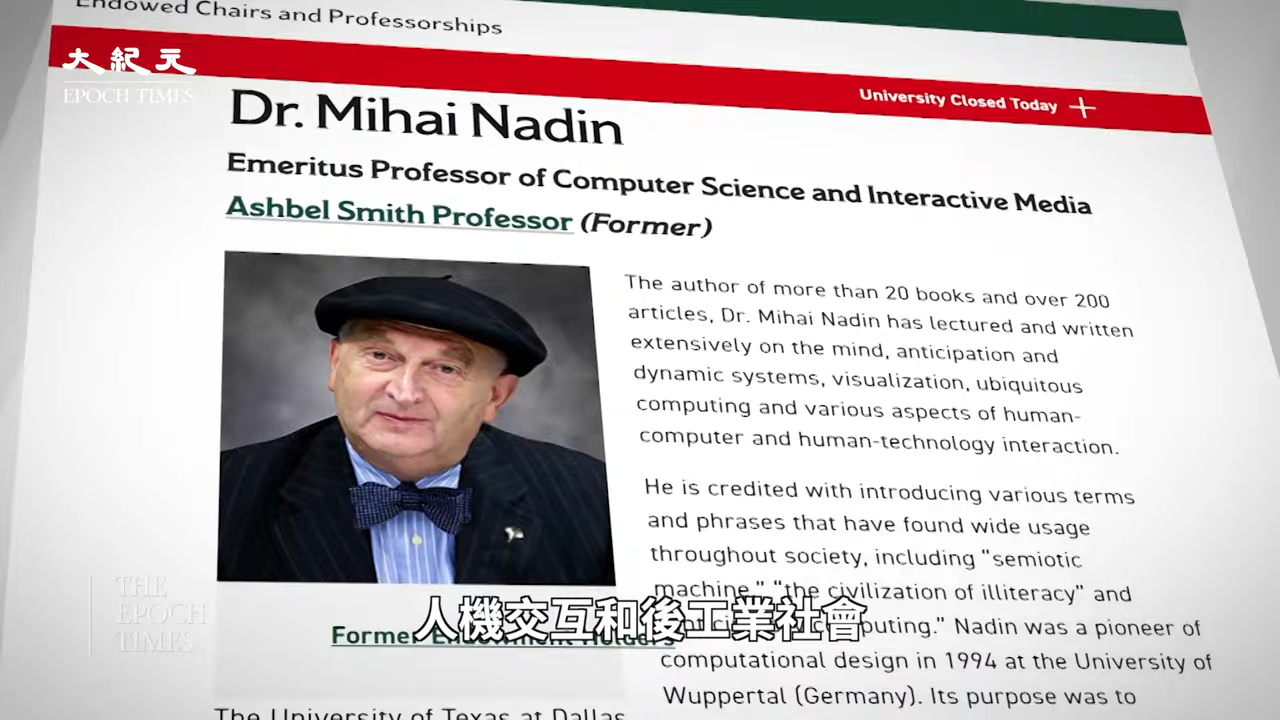 Endowed Chairs and Professorships
大紀元
EPOCH TIMES
University Closed Today +
Dr. Mihai Nadin
Emeritus Professor of Computer Science and Interactive Media
Ashbel Smith Professor (Former)
The author of more than 20 books and over 200
articles, Dr. Mihai Nadin has lectured and written
extensively on the mind, anticipation and
dynamic systems, visualization, ubiquitous
computing and various aspects of human-
computer and human-technology interaction.
He is credited with introducing various terms
and phrases that have found wide usage
throughout society, including "semiotic
machine," "the civilization of illiteracy" and
puting." Nadin was a pioneer of
computational design in 1994 at the University of
Wuppertal (Germany). Its purpose was to
THE
EPOCH
TIMES
人機交互和後工業社會
Former Endowment Holders
The University of Texas at Dallas